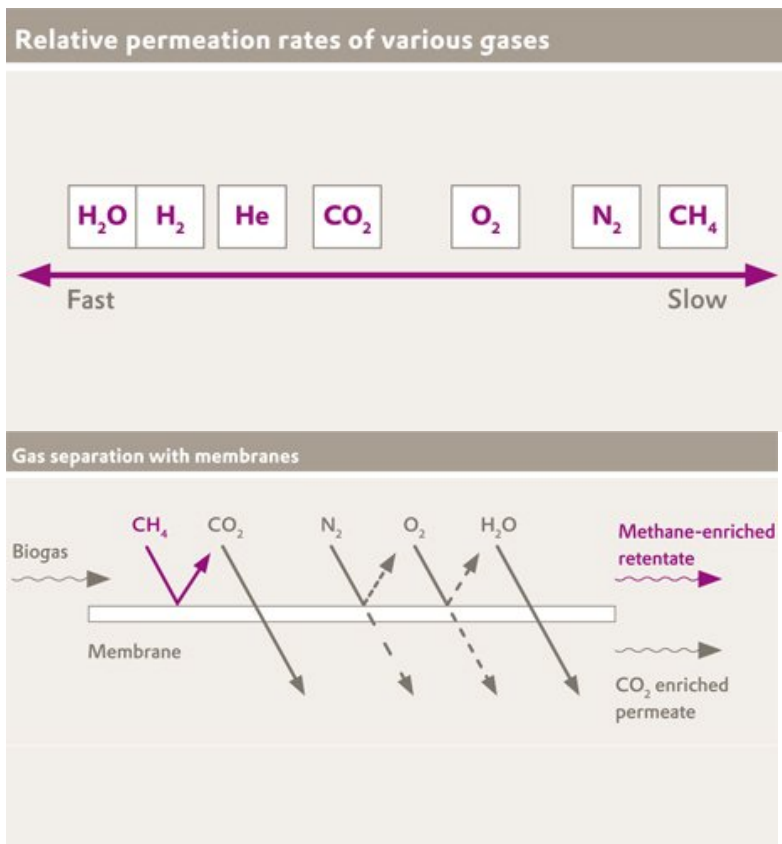 Relative permeation rates of various gases
H₂O H₂ He CO₂ O₂ N₂ CH₄
Fast Slow
Gas separation with membranes
CH₄ CO₂ N₂ O₂ H₂O
Biogas
Methane-enriched
retentate
Membrane
CO₂ enriched
permeate